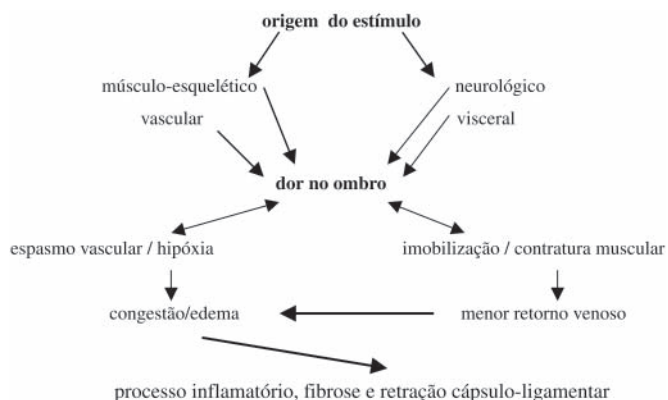 origem do estímulo
músculo-esquelético neurológico
vascular visceral
dor no ombro
espasmo vascular / hipóxia imobilização / contratura muscular
congestão/edema menor retorno venoso
processo inflamatório, fibrose e retração cápsulo-ligamentar